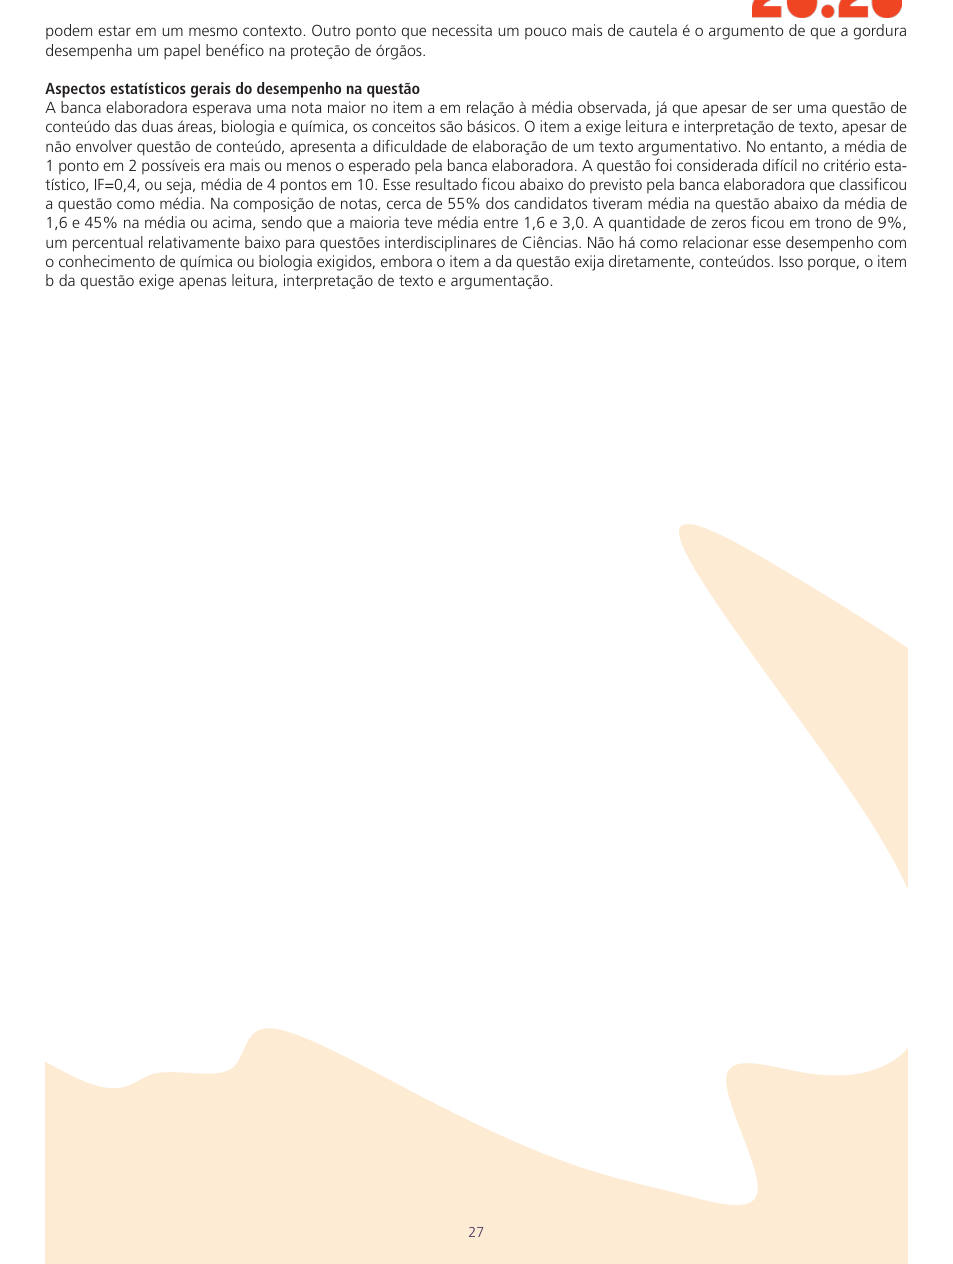 podem estar em um mesmo contexto. Outro ponto que necessita um pouco mais de cautela é o argumento de que a gordura
desempenha um papel benéfico na proteção de órgãos.
Aspectos estatísticos gerais do desempenho na questão
A banca elaboradora esperava uma nota maior no item a em relação à média observada, já que apesar de ser uma questão de
conteúdo das duas áreas, biologia e química, os conceitos são básicos. O item a exige leitura e interpretação de texto, apesar de
não envolver questão de conteúdo, apresenta a dificuldade de elaboração de um texto argumentativo. No entanto, a média de
1 ponto em 2 possíveis era mais ou menos o esperado pela banca elaboradora. A questão foi considerada difícil no critério esta-
tístico, IF=0,4, ou seja, média de 4 pontos em 10. Esse resultado ficou abaixo do previsto pela banca elaboradora que classificou
a questão como média. Na composição de notas, cerca de 55% dos candidatos tiveram média na questão abaixo da média de
1,6 e 45% na média ou acima, sendo que a maioria teve média entre 1,6 e 3,0. A quantidade de zeros ficou em trono de 9%,
um percentual relativamente baixo para questões interdisciplinares de Ciências. Não há como relacionar esse desempenho com
o conhecimento de química ou biologia exigidos, embora o item a da questão exija diretamente, conteúdos. Isso porque, o item
b da questão exige apenas leitura, interpretação de texto e argumentação.
27